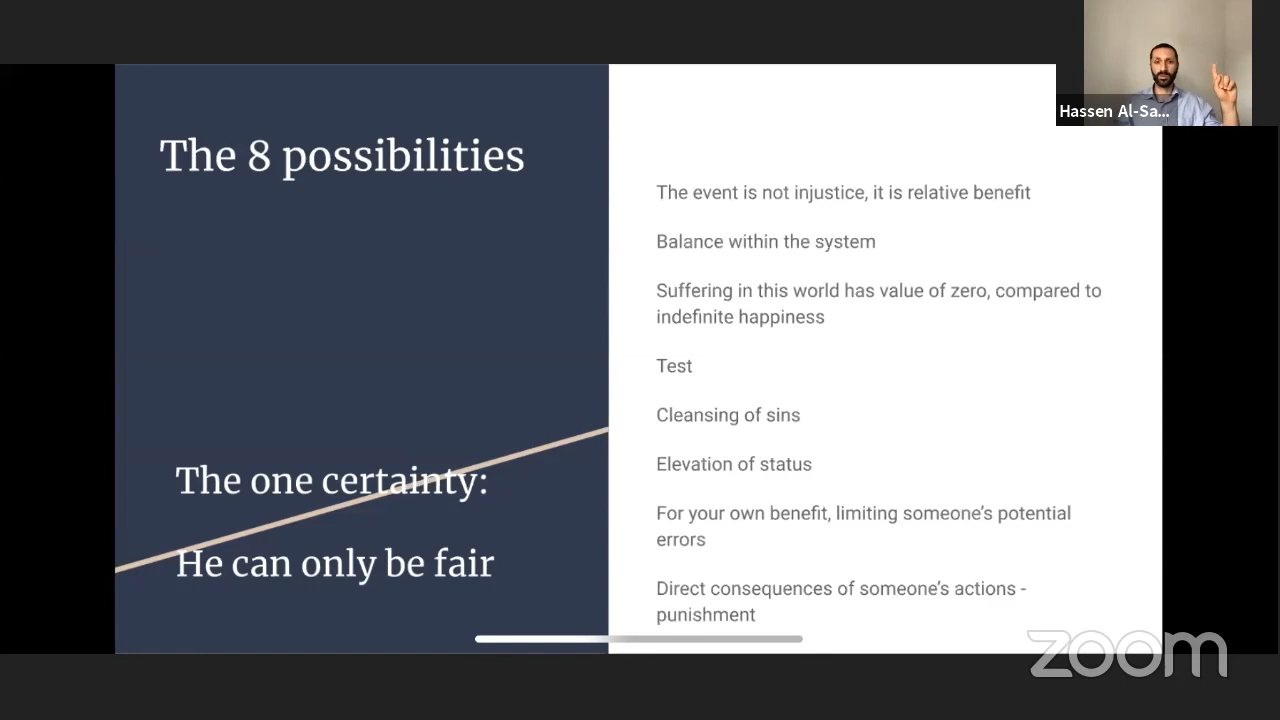 Hassen Al-Sa...
The 8 possibilities
The one certainty:
He can only be fair
The event is not injustice, it is relative benefit
Balance within the system
Suffering in this world has value of zero, compared to
indefinite happiness
Test
Cleansing of sins
Elevation of status
For your own benefit, limiting someone’s potential
errors
Direct consequences of someone’s actions -
punishment
zoom